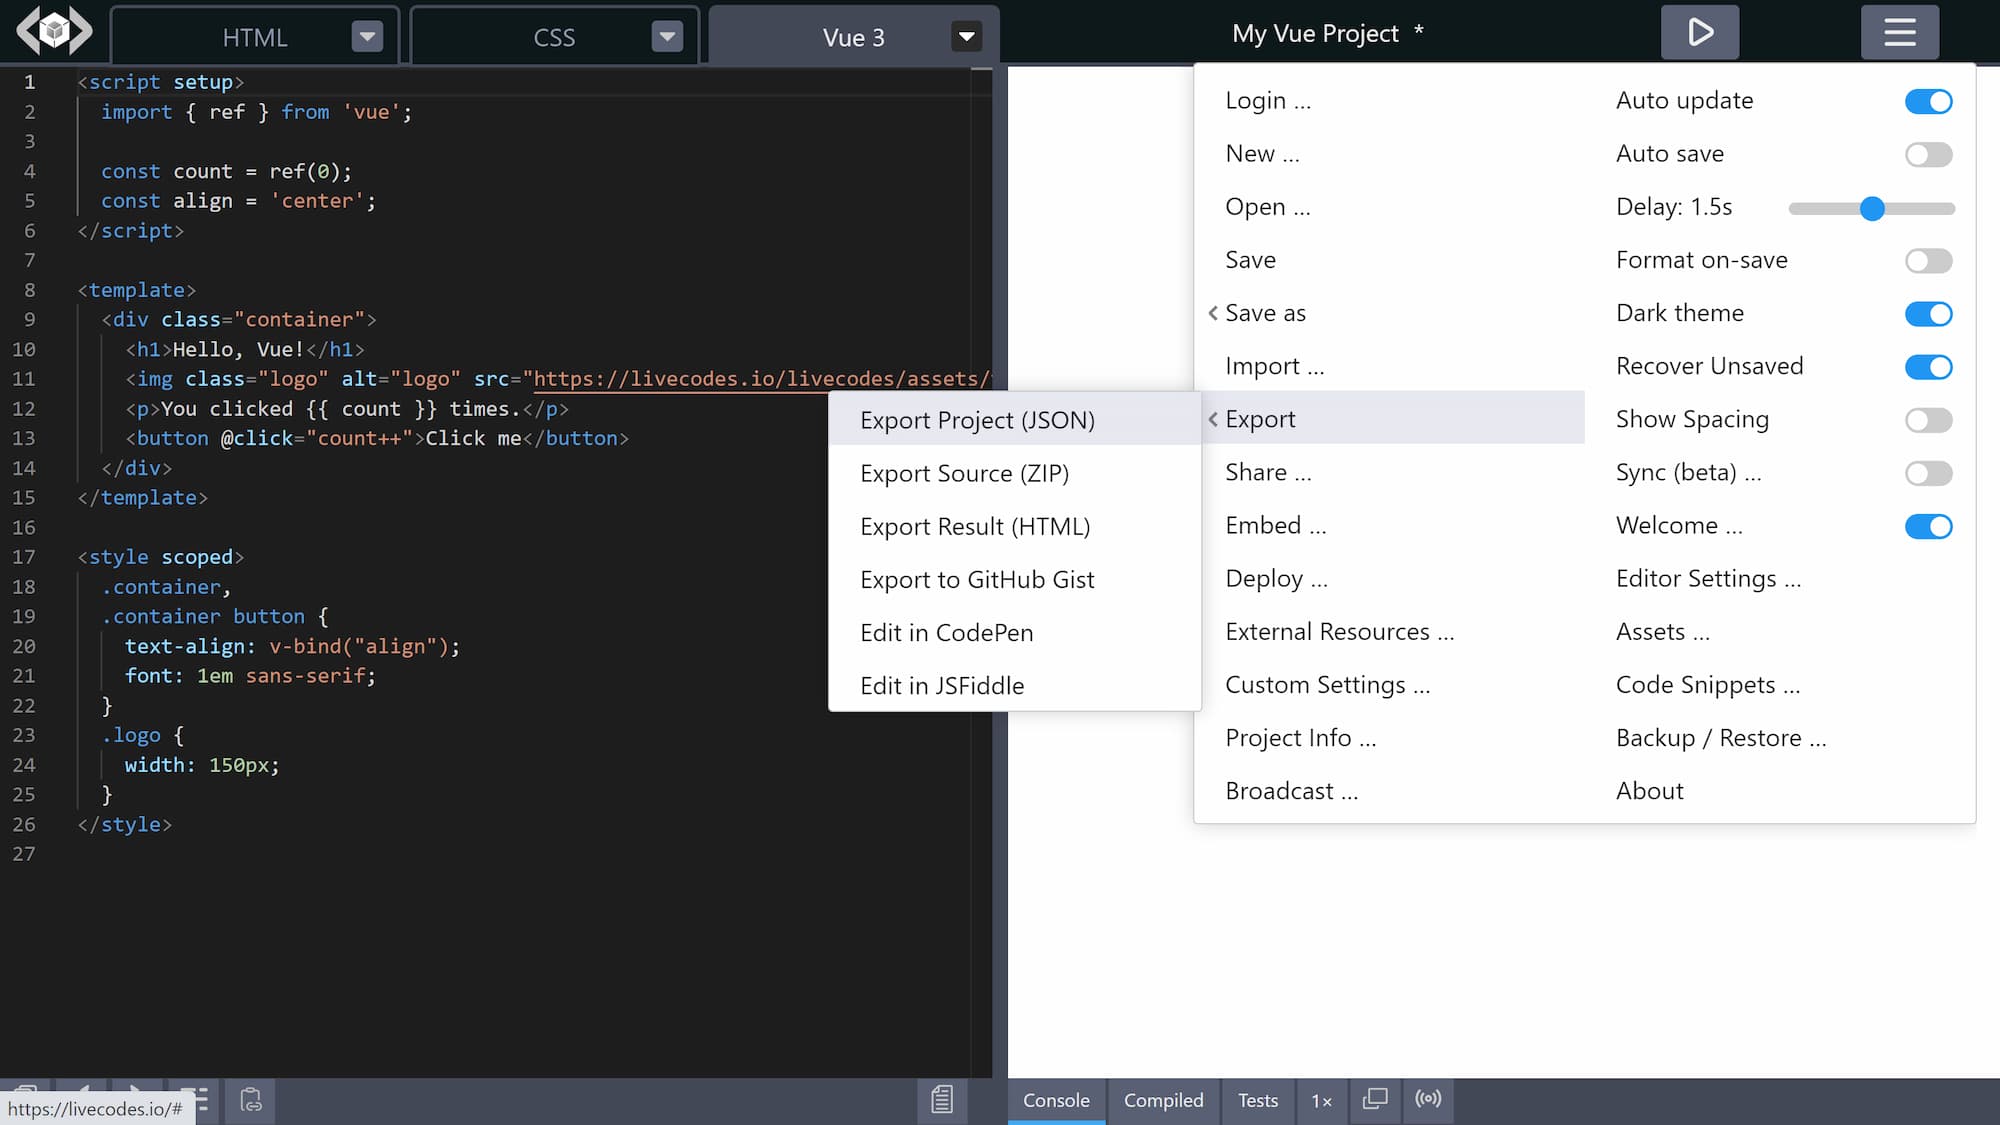 HTML
CSS
Vue 3
My Vue Project *
1 <script setup>
2 import { ref } from 'vue';
3
4 const count = ref(0);
5 const align = 'center';
6 </script>
7
8 <template>
9 <div class="container">
10 <h1>Hello, Vue!</h1>
11 <img class="logo" alt="logo" src="https://livecodes.io/livecodes/assets/
12 <p>You clicked {{ count }} times.</p>
13 <button @click="count++">Click me</button>
14 </div>
15 </template>
16
17 <style scoped>
18 .container,
19 .container button {
20 text-align: v-bind("align");
21 font: 1em sans-serif;
22 }
23 .logo {
24 width: 150px;
25 }
26 </style>
27
Export Project (JSON)
Export Source (ZIP)
Export Result (HTML)
Export to GitHub Gist
Edit in CodePen
Edit in JSFiddle
Login ...
New ...
Open ...
Save
Save as
Import ...
Export
Share ...
Embed ...
Deploy ...
External Resources ...
Custom Settings ...
Project Info ...
Broadcast ...
Auto update
Auto save
Delay: 1.5s
Format on-save
Dark theme
Recover Unsaved
Show Spacing
Sync (beta) ...
Welcome ...
Editor Settings ...
Assets ...
Code Snippets ...
Backup / Restore ...
About
https://livecodes.io/#
Console
Compiled
Tests
1×